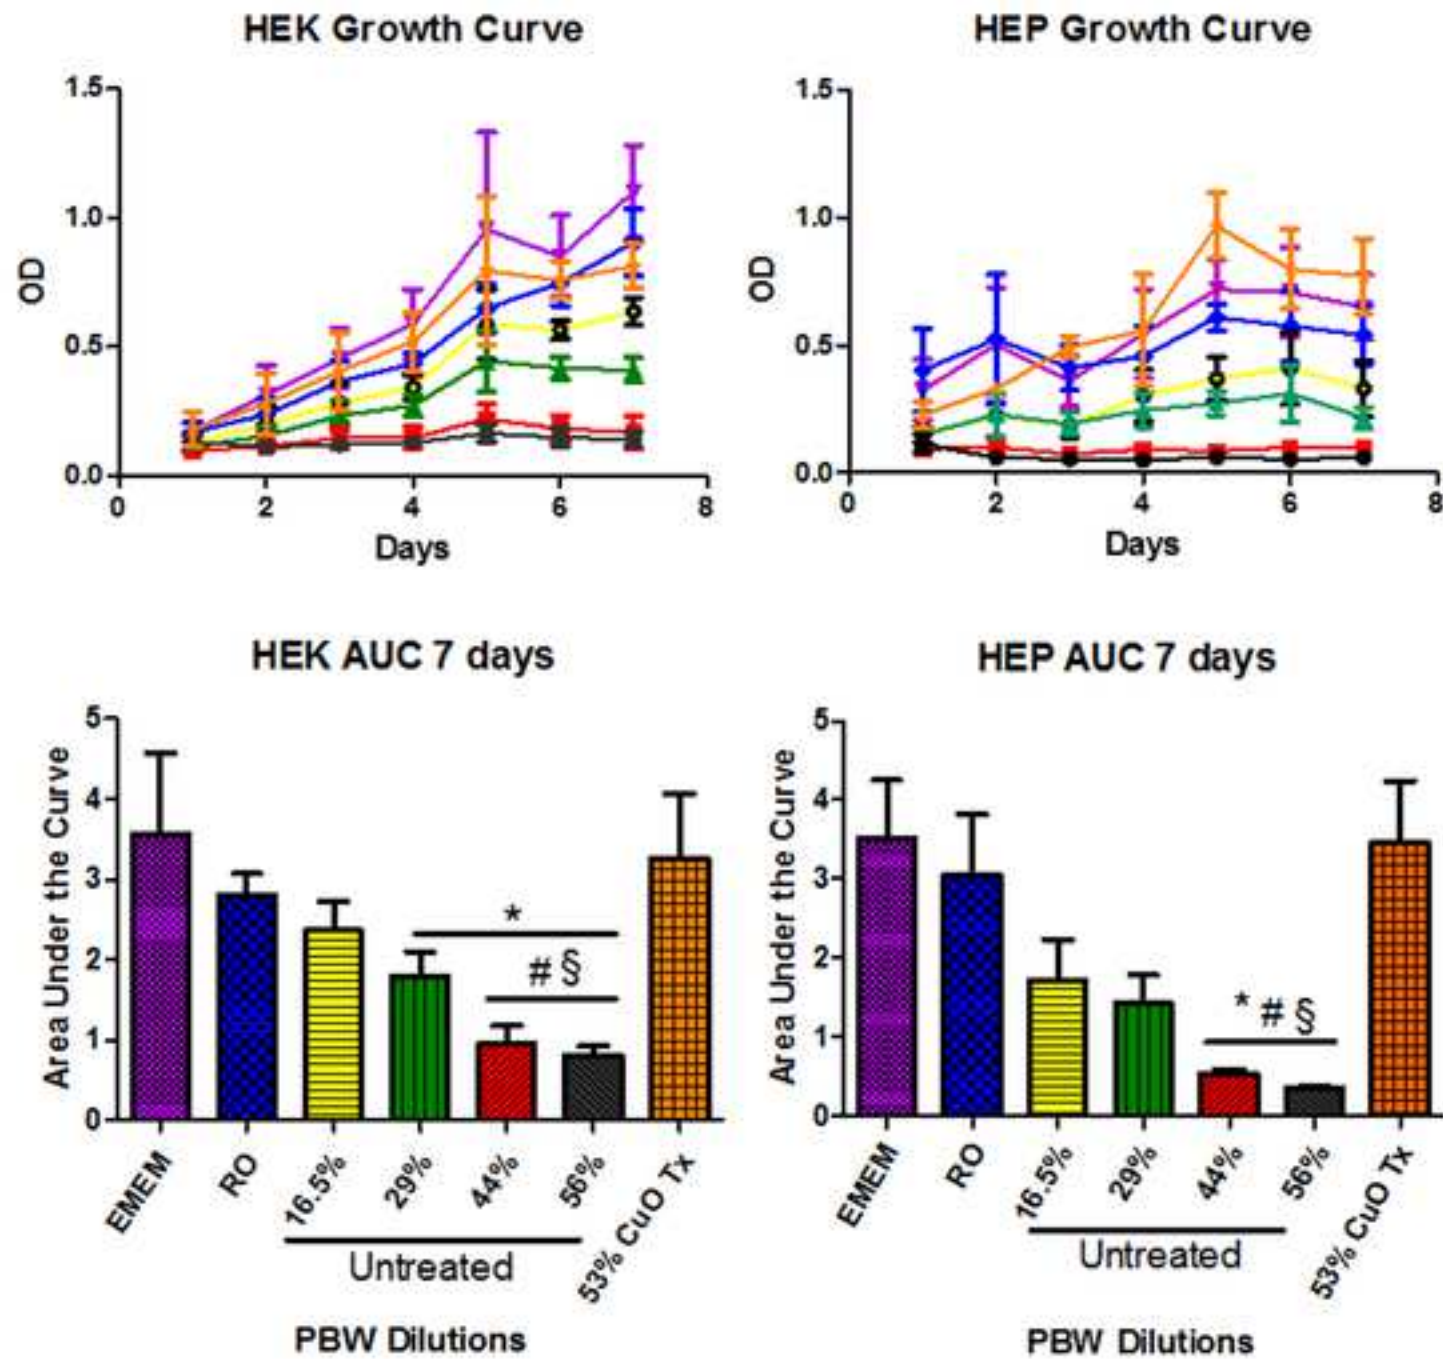 HEK Growth Curve
HEP Growth Curve
1.5
1.0
0.5
0.0
OD
0 2 4 6 8
Days
1.5
1.0
0.5
0.0
OD
0 2 4 6 8
Days
HEK AUC 7 days
HEP AUC 7 days
5
4
3
2
1
0
Area Under the Curve
*
# §
EMEM
RO
16.5%
29%
44%
56%
53% CuO Tx
Untreated
PBW Dilutions
5
4
3
2
1
0
Area Under the Curve
* # §
EMEM
RO
16.5%
29%
44%
56%
53% CuO Tx
Untreated
PBW Dilutions